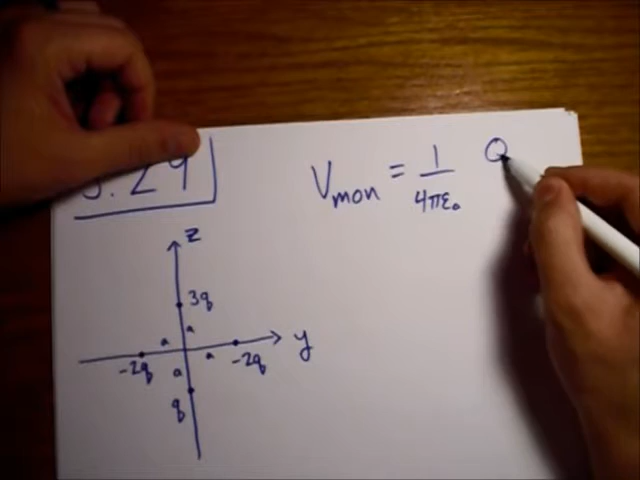 3.29
V_mon = 1/(4πε₀) Q
z
3q
a
a a y
-2q a -2q
q